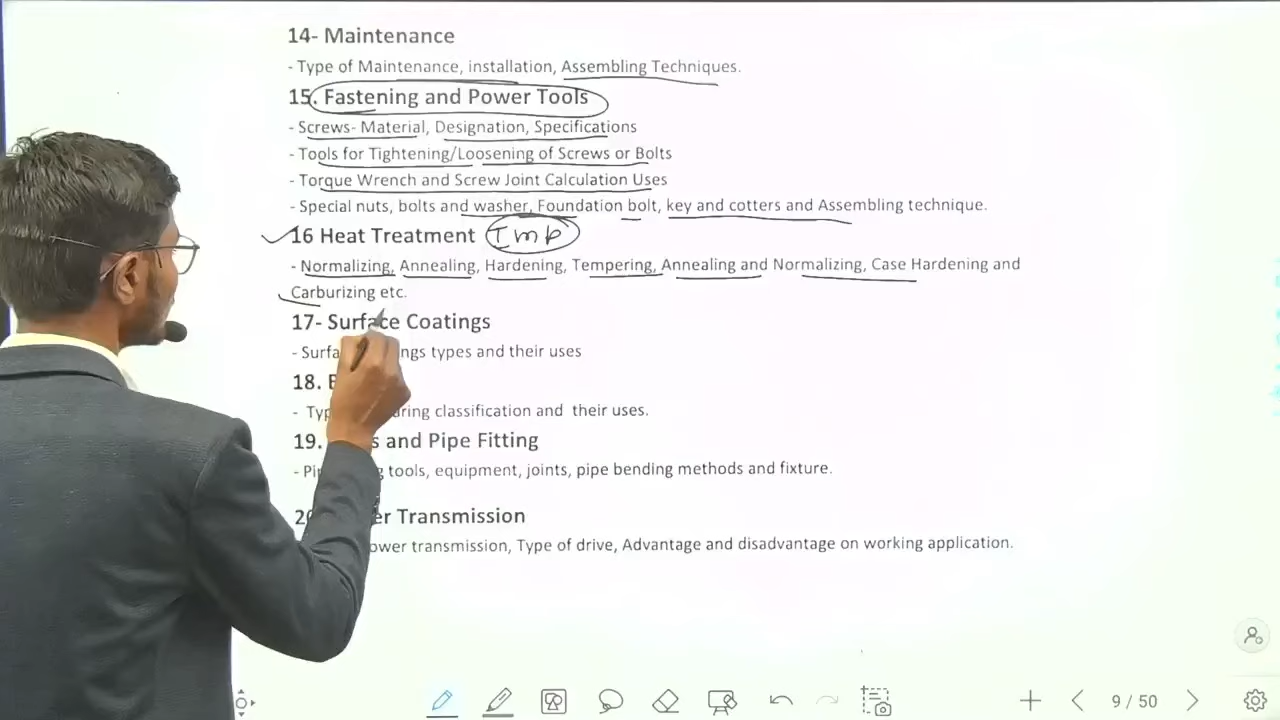 14- Maintenance
- Type of Maintenance, installation, Assembling Techniques.
15. Fastening and Power Tools
- Screws- Material, Designation, Specifications
- Tools for Tightening/Loosening of Screws or Bolts
- Torque Wrench and Screw Joint Calculation Uses
- Special nuts, bolts and washer, Foundation bolt, key and cotters and Assembling technique.
16 Heat Treatment Imp
- Normalizing, Annealing, Hardening, Tempering, Annealing and Normalizing, Case Hardening and
Carburizing etc.
17- Surface Coatings
- Surfa ngs types and their uses
18. B
- Typ ring classification and their uses.
19. s and Pipe Fitting
- Pip g tools, equipment, joints, pipe bending methods and fixture.
20 er Transmission
ower transmission, Type of drive, Advantage and disadvantage on working application.
9 / 50